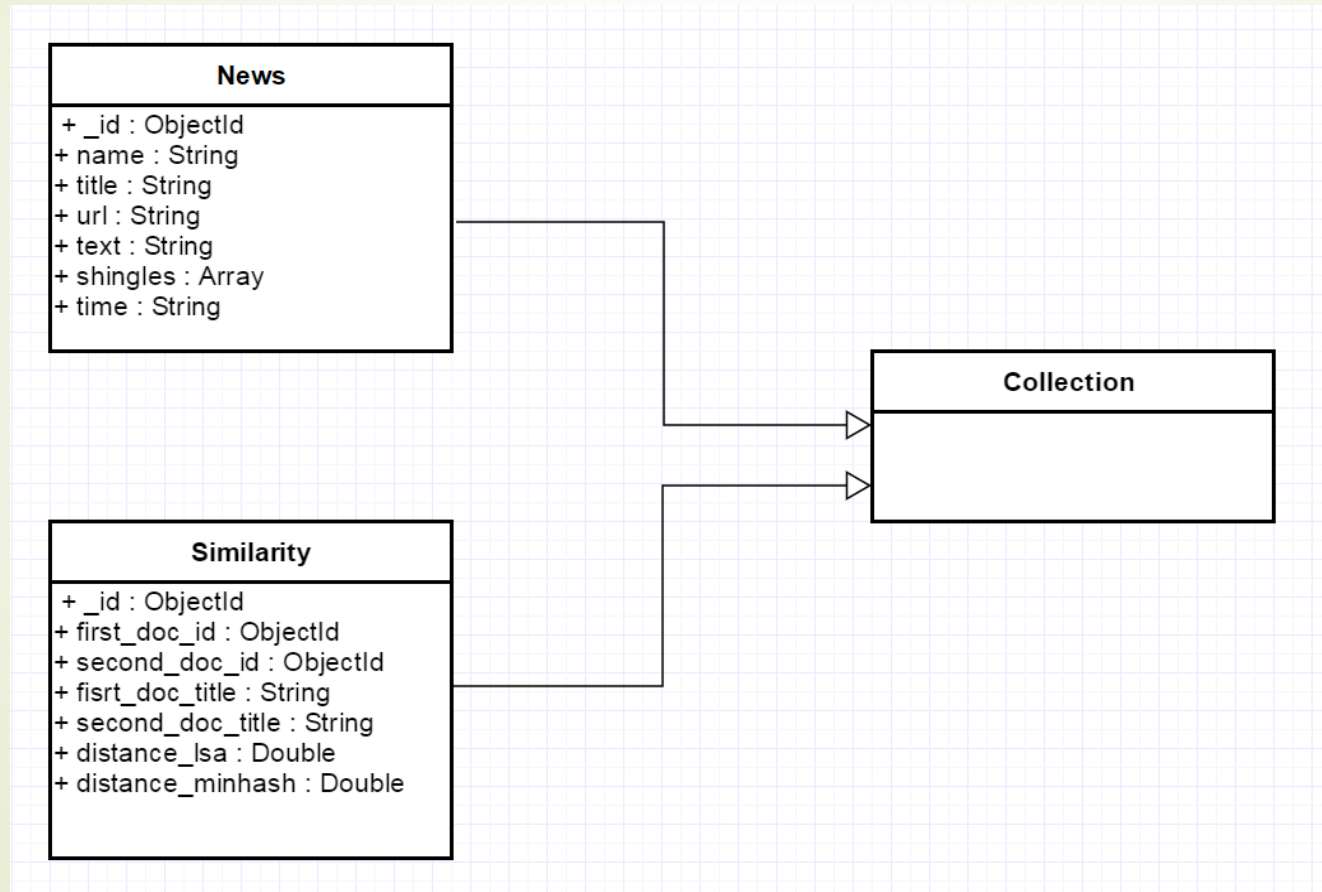 News
+ _id : ObjectId
+ name : String
+ title : String
+ url : String
+ text : String
+ shingles : Array
+ time : String
Collection
Similarity
+ _id : ObjectId
+ first_doc_id : ObjectId
+ second_doc_id : ObjectId
+ fisrt_doc_title : String
+ second_doc_title : String
+ distance_lsa : Double
+ distance_minhash : Double